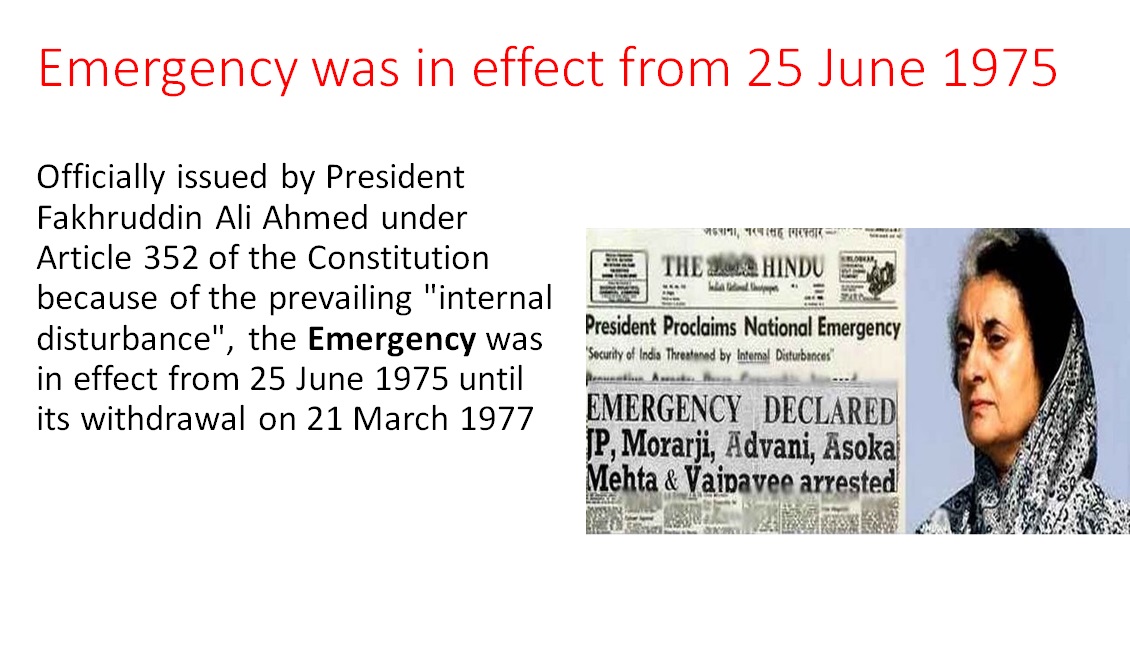 Emergency was in effect from 25 June 1975
Officially issued by President
Fakhruddin Ali Ahmed under
Article 352 of the Constitution
because of the prevailing "internal
disturbance", the Emergency was
in effect from 25 June 1975 until
its withdrawal on 21 March 1977
THE HINDU
India's National Newspaper
President Proclaims National Emergency
"Security of India Threatened by Internal Disturbances"
EMERGENCY DECLARED
JP, Morarji, Advani, Asoka
Mehta & Vajpayee arrested